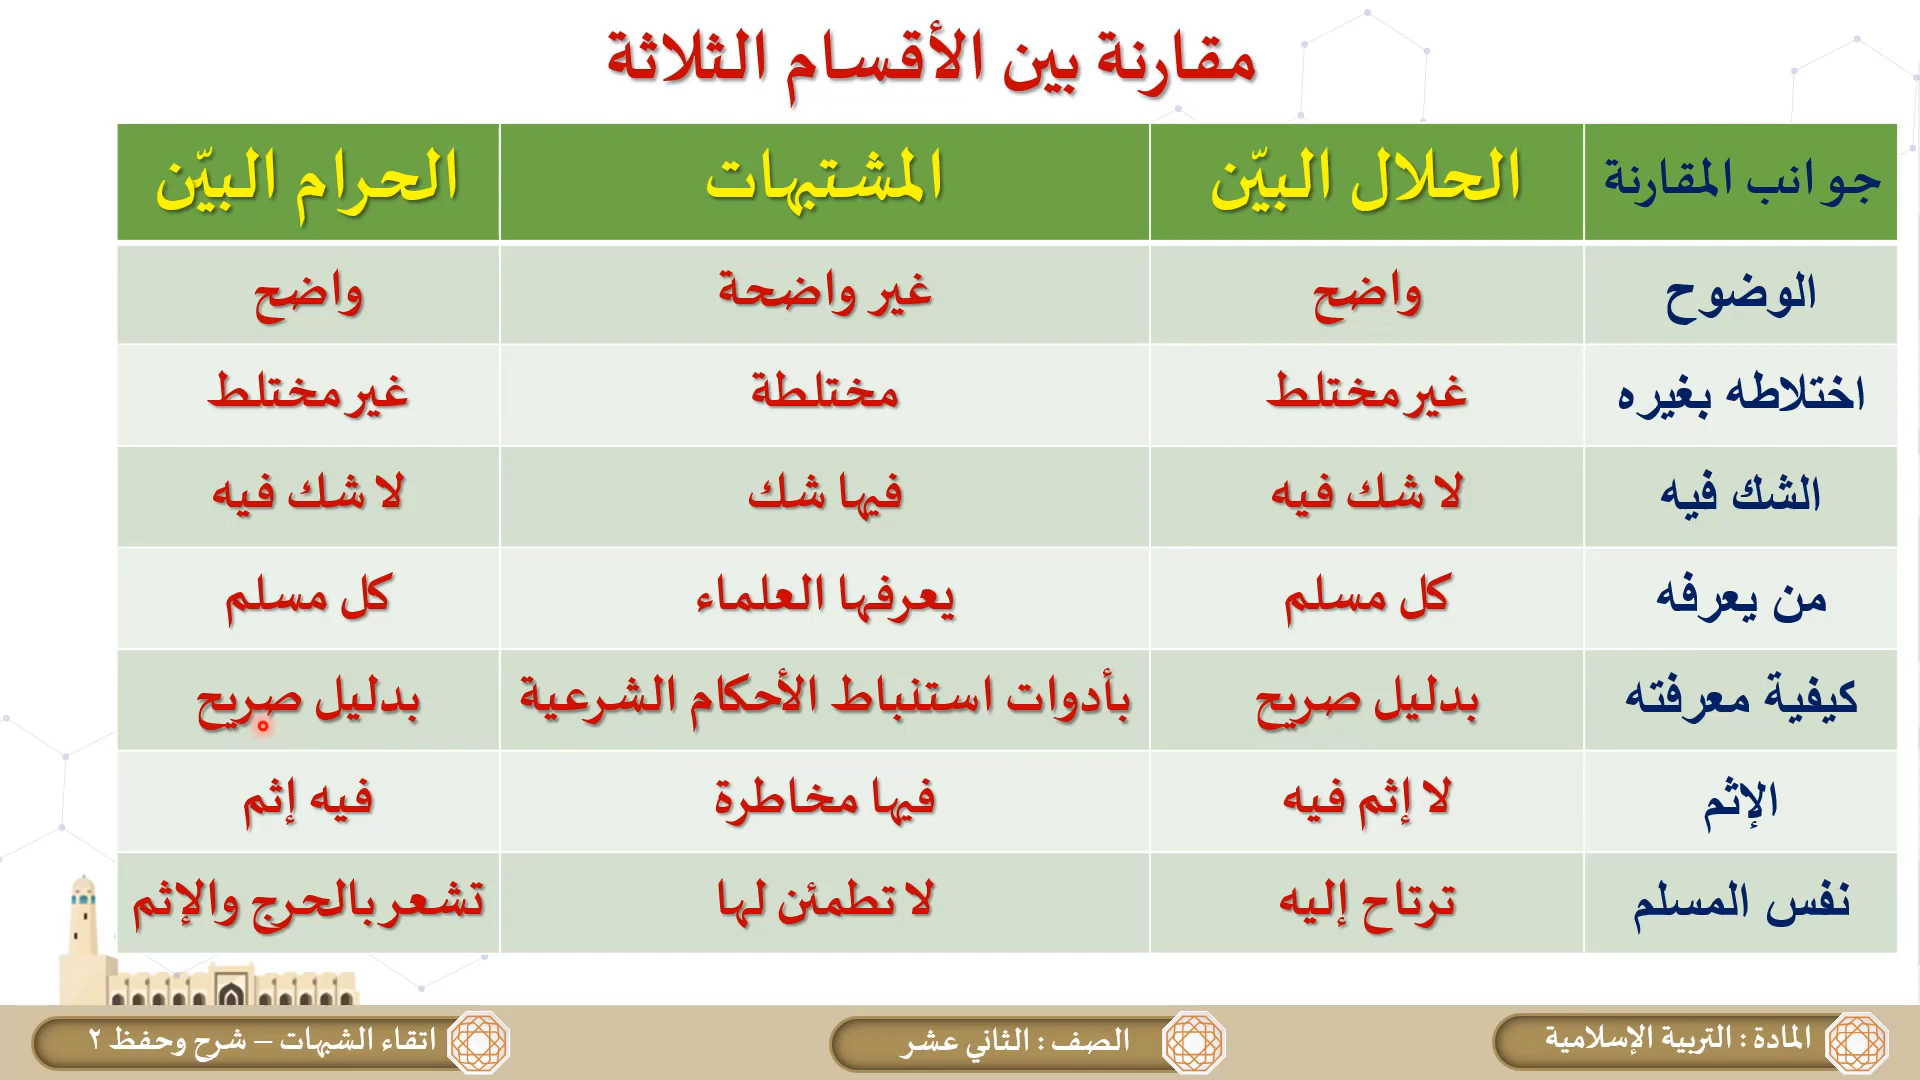 مقارنة بين الأقسام الثلاثة
جوانب المقارنة الحلال البيّن المشتبهات الحرام البيّن
الوضوح واضح غير واضحة واضح
اختلاطه بغيره غير مختلط مختلطة غير مختلط
الشك فيه لا شك فيه فيها شك لا شك فيه
من يعرفه كل مسلم يعرفها العلماء كل مسلم
كيفية معرفته بدليل صريح بأدوات استنباط الأحكام الشرعية بدليل صريح
الإثم لا إثم فيه فيها مخاطرة فيه إثم
نفس المسلم ترتاح إليه لا تطمئن لها تشعر بالحرج والإثم
المادة : التربية الإسلامية الصف : الثاني عشر اتقاء الشبهات – شرح وحفظ ٢